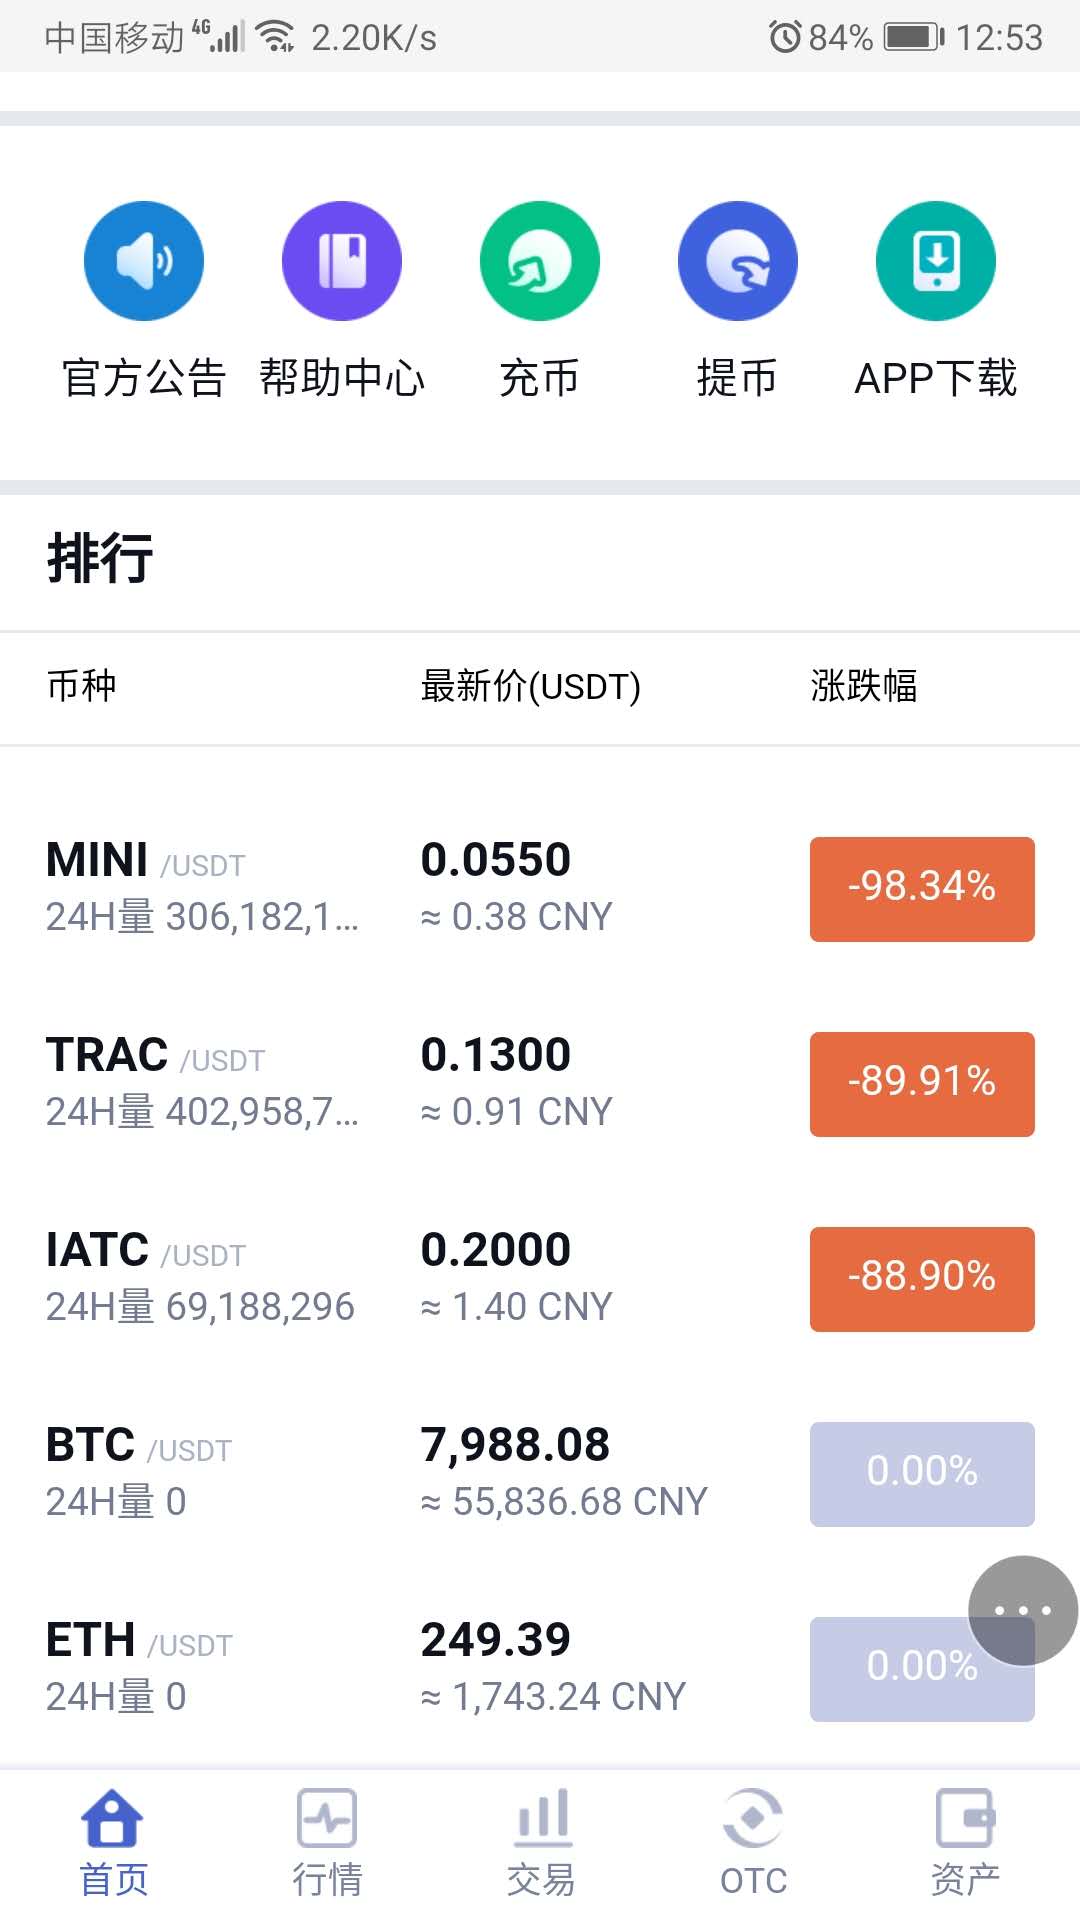 中国移动 4G 2.20K/s 84% 12:53
官方公告 帮助中心 充币 提币 APP下载
排行
币种 最新价(USDT) 涨跌幅
MINI /USDT 0.0550 -98.34%
24H量 306,182,1... ≈ 0.38 CNY
TRAC /USDT 0.1300 -89.91%
24H量 402,958,7... ≈ 0.91 CNY
IATC /USDT 0.2000 -88.90%
24H量 69,188,296 ≈ 1.40 CNY
BTC /USDT 7,988.08 0.00%
24H量 0 ≈ 55,836.68 CNY
ETH /USDT 249.39 0.00%
24H量 0 ≈ 1,743.24 CNY
首页 行情 交易 OTC 资产